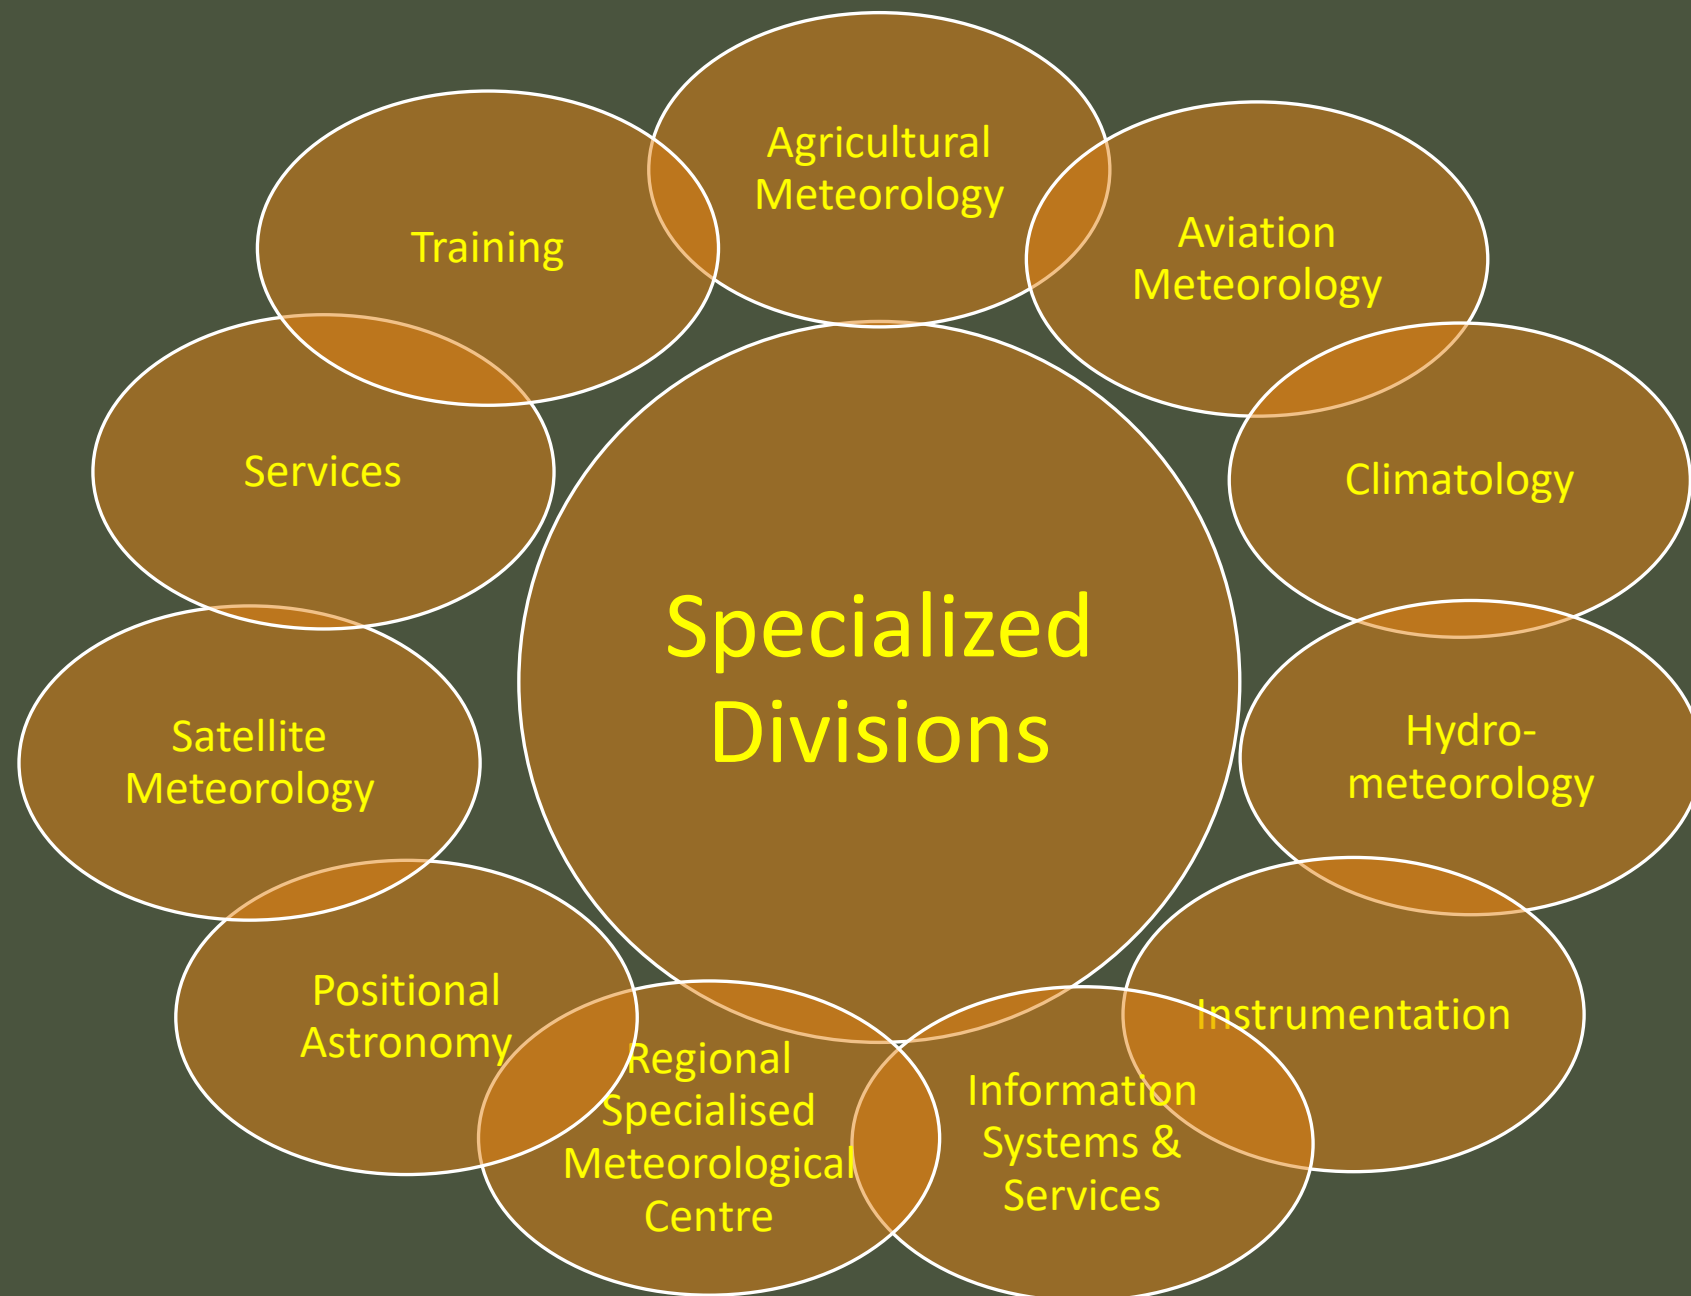 Agricultural
Meteorology
Aviation
Meteorology
Climatology
Hydro-
meteorology
Instrumentation
Information
Systems &
Services
Regional
Specialised
Meteorological
Centre
Positional
Astronomy
Satellite
Meteorology
Services
Training
Specialized
Divisions